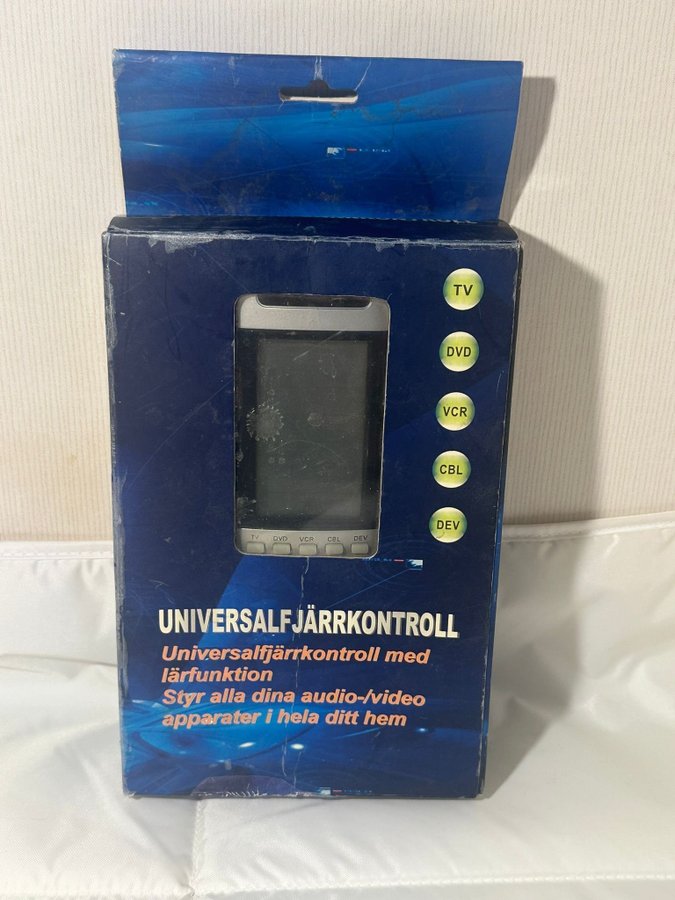 TV
DVD
VCR
CBL
DEV
TV DVD VCR CBL DEV
UNIVERSALFJÄRRKONTROLL
Universalfjärrkontroll med
lärfunktion
Styr alla dina audio-/video
apparater i hela ditt hem